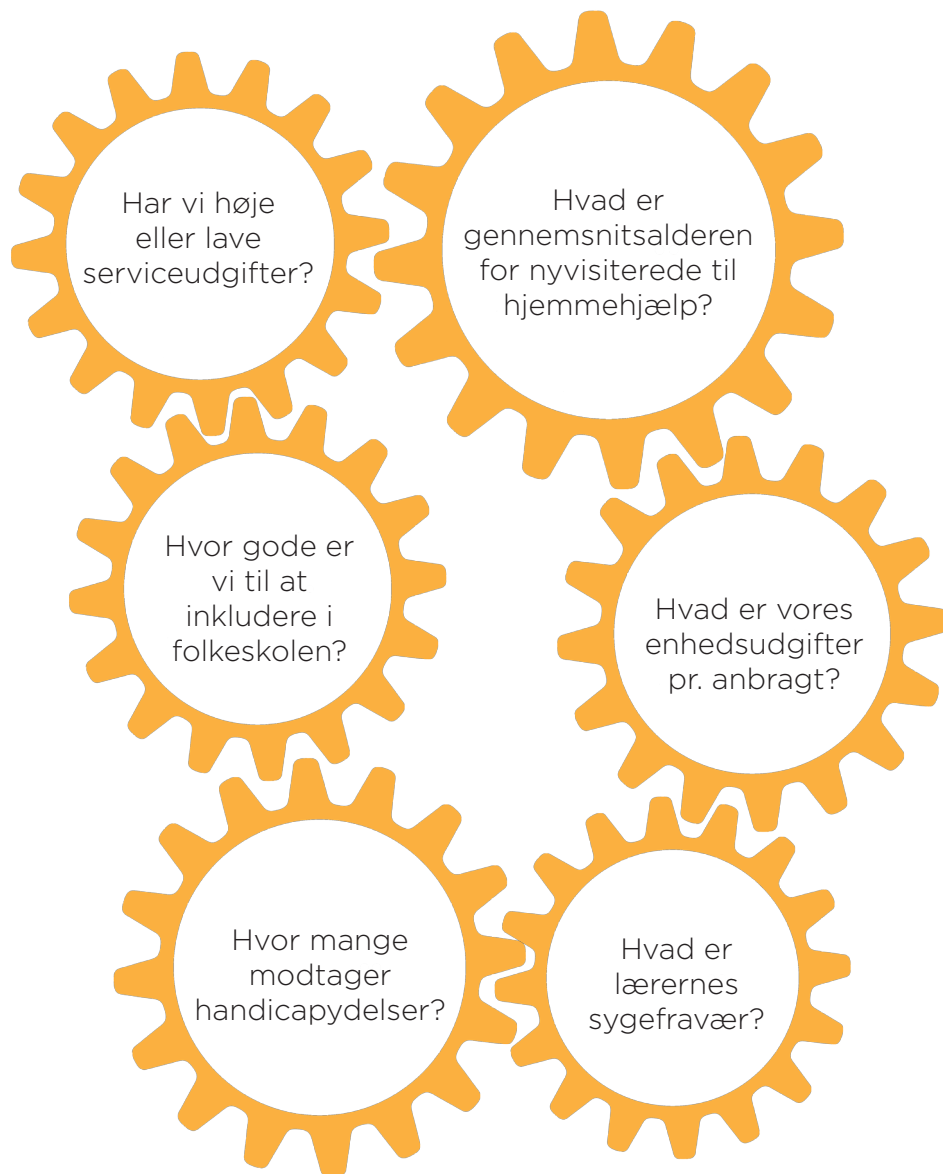 Har vi høje
eller lave
serviceudgifter?
Hvad er
gennemsnitsalderen
for nyvisiterede til
hjemmehjælp?
Hvor gode er
vi til at
inkludere i
folkeskolen?
Hvad er vores
enhedsudgifter
pr. anbragt?
Hvor mange
modtager
handicapydelser?
Hvad er
lærernes
sygefravær?